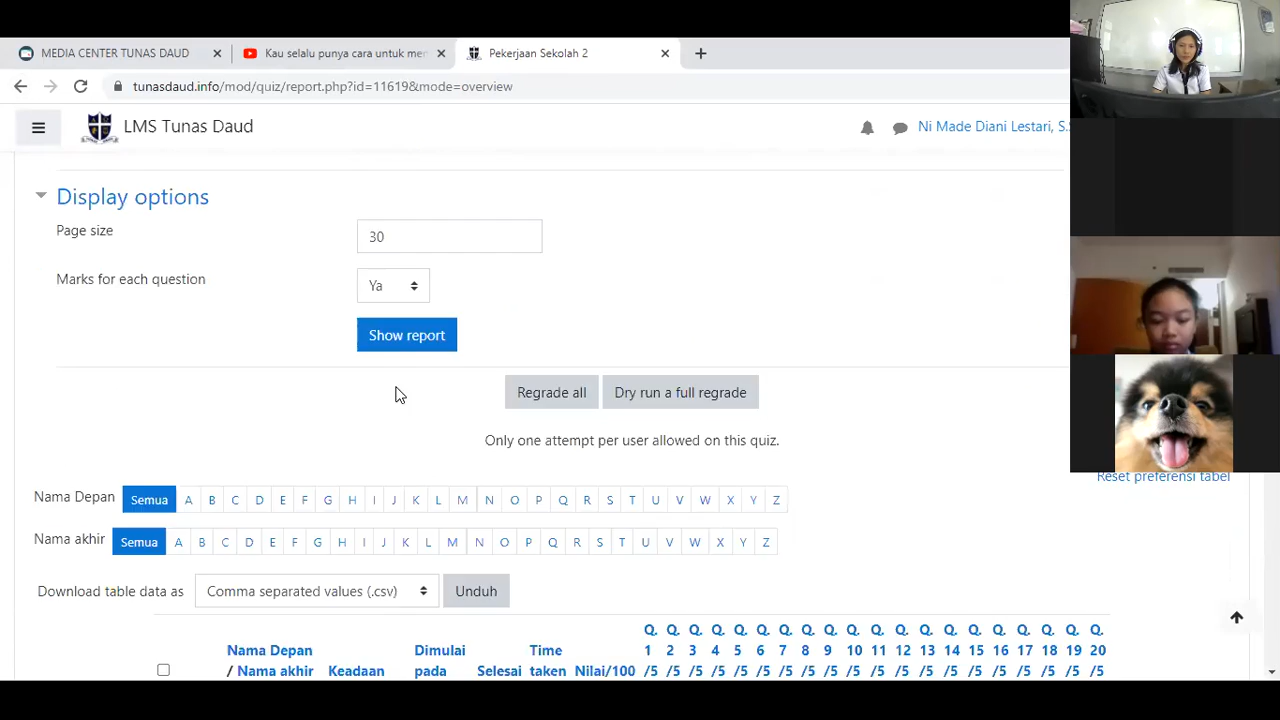 MEDIA CENTER TUNAS DAUD
Kau selalu punya cara untuk mer
Pekerjaan Sekolah 2
tunasdaud.info/mod/quiz/report.php?id=11619&mode=overview
LMS Tunas Daud
Ni Made Diani Lestari, S.
Display options
Page size
30
Marks for each question
Ya
Show report
Regrade all
Dry run a full regrade
Only one attempt per user allowed on this quiz.
Reset preferensi tabel
Nama Depan Semua A B C D E F G H I J K L M N O P Q R S T U V W X Y Z
Nama akhir Semua A B C D E F G H I J K L M N O P Q R S T U V W X Y Z
Download table data as Comma separated values (.csv) Unduh
Q. Q. Q. Q. Q. Q. Q. Q. Q. Q. Q. Q. Q. Q. Q. Q. Q. Q. Q. Q.
Nama Depan Dimulai Time 1 2 3 4 5 6 7 8 9 10 11 12 13 14 15 16 17 18 19 20
/ Nama akhir Keadaan pada Selesai taken Nilai/100 /5 /5 /5 /5 /5 /5 /5 /5 /5 /5 /5 /5 /5 /5 /5 /5 /5 /5 /5 /5